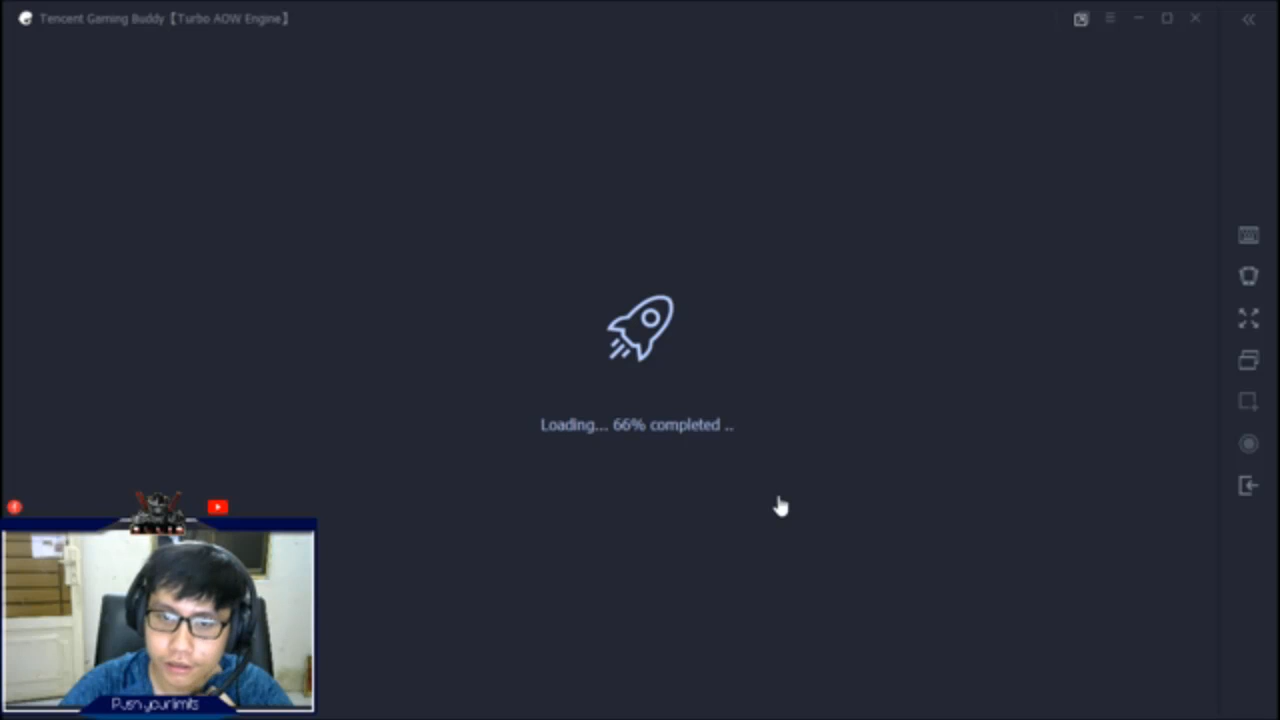 Tencent Gaming Buddy【Turbo AOW Engine】
Loading... 66% completed ..
Push your limits